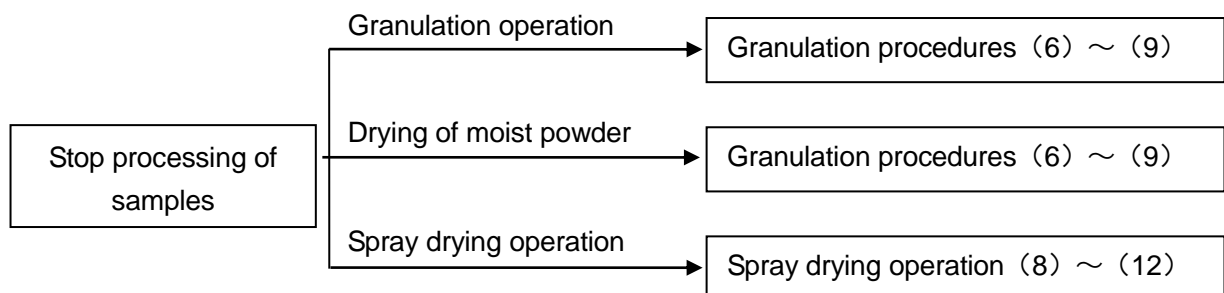 Granulation operation
Granulation procedures（6）～（9）
Stop processing of
samples
Drying of moist powder
Granulation procedures（6）～（9）
Spray drying operation
Spray drying operation（8）～（12）